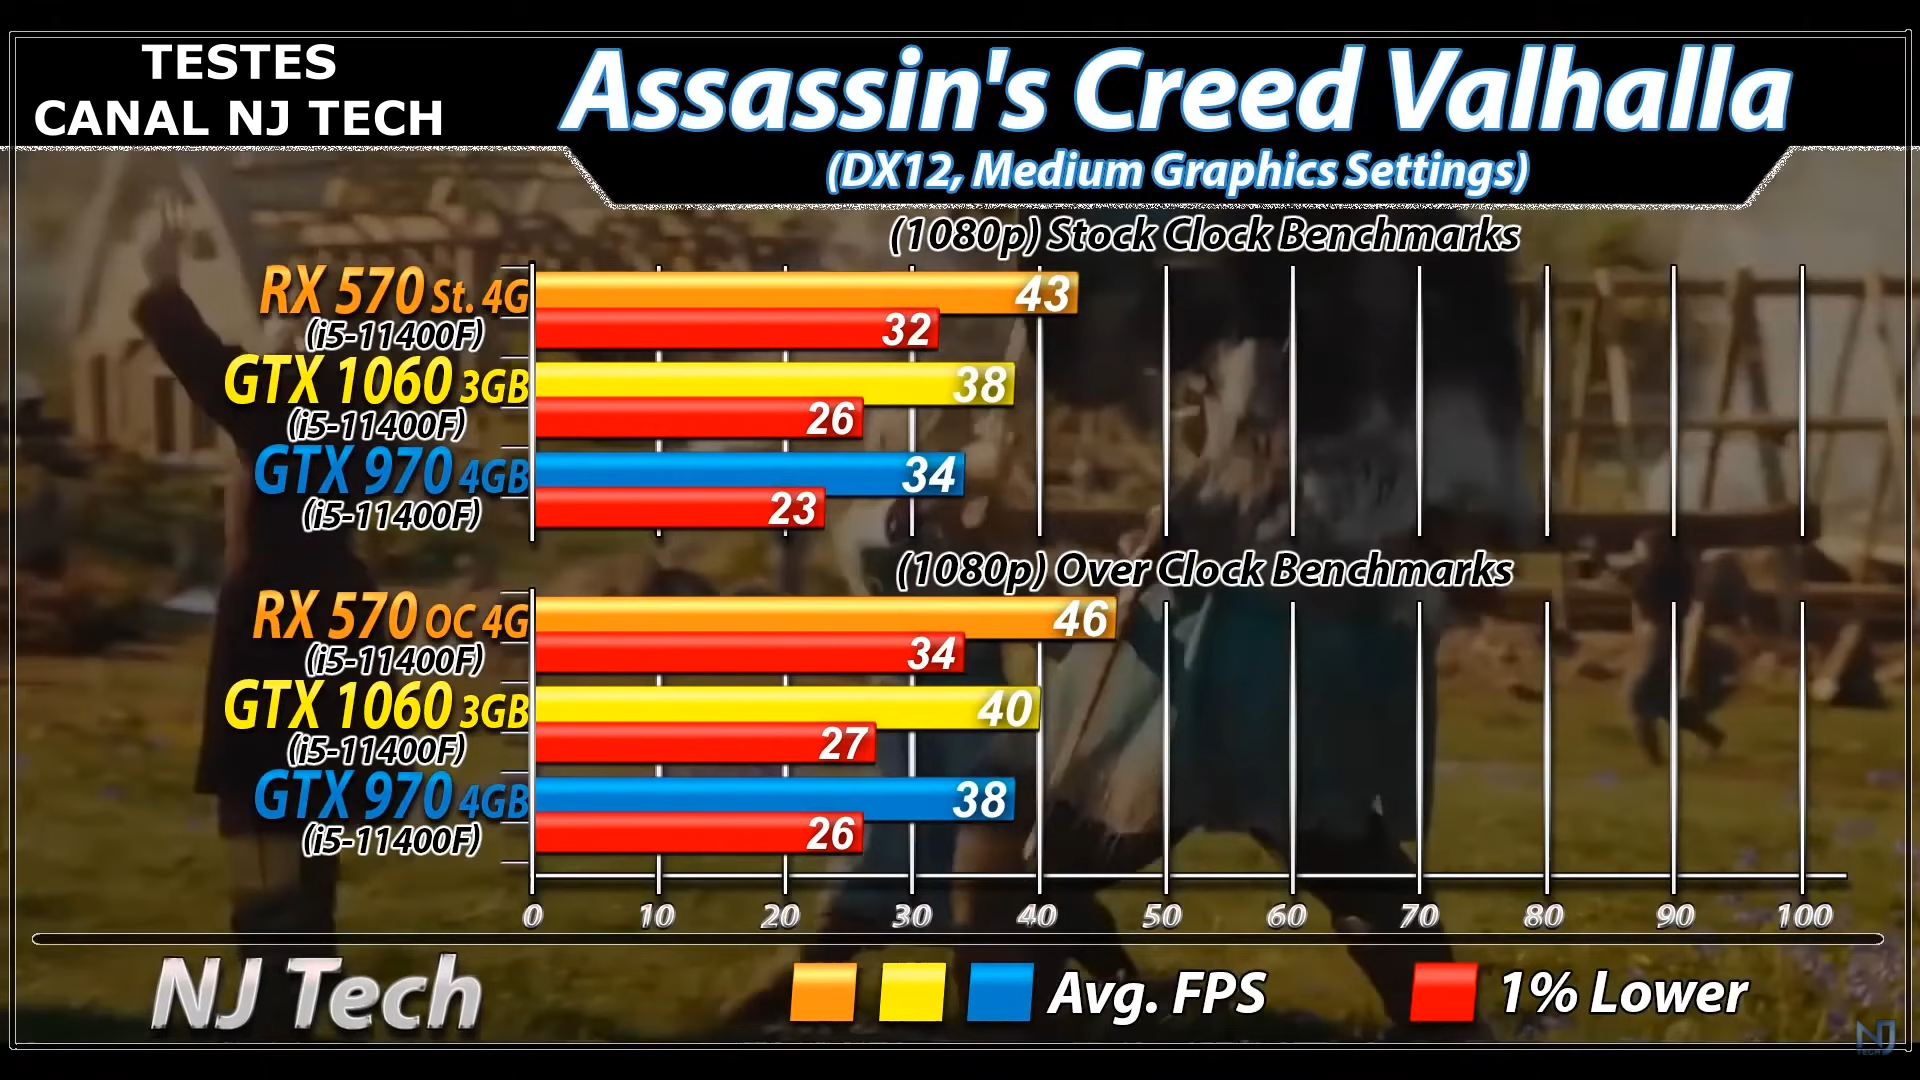 TESTES
CANAL NJ TECH
Assassin's Creed Valhalla
(DX12, Medium Graphics Settings)
(1080p) Stock Clock Benchmarks
RX 570 St. 4G 43
(i5-11400F) 32
GTX 1060 3GB 38
(i5-11400F) 26
GTX 970 4GB 34
(i5-11400F) 23
(1080p) Over Clock Benchmarks
RX 570 OC 4G 46
(i5-11400F) 34
GTX 1060 3GB 40
(i5-11400F) 27
GTX 970 4GB 38
(i5-11400F) 26
0 10 20 30 40 50 60 70 80 90 100
NJ Tech Avg. FPS 1% Lower
NJ
TECH